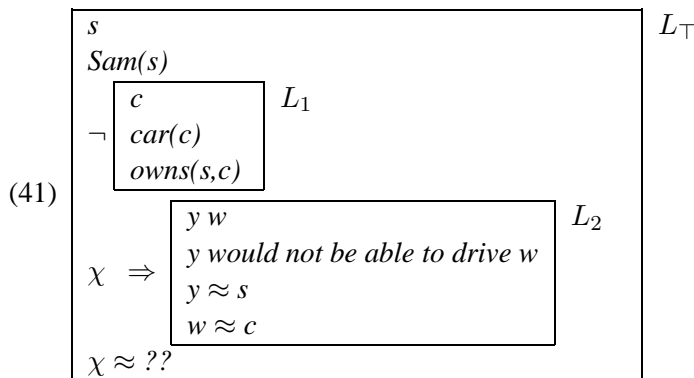 s L⊤
Sam(s)
c L₁
¬ car(c)
owns(s,c)
(41)
y w L₂
y would not be able to drive w
χ ⇒ y ≈ s
w ≈ c
χ ≈ ??